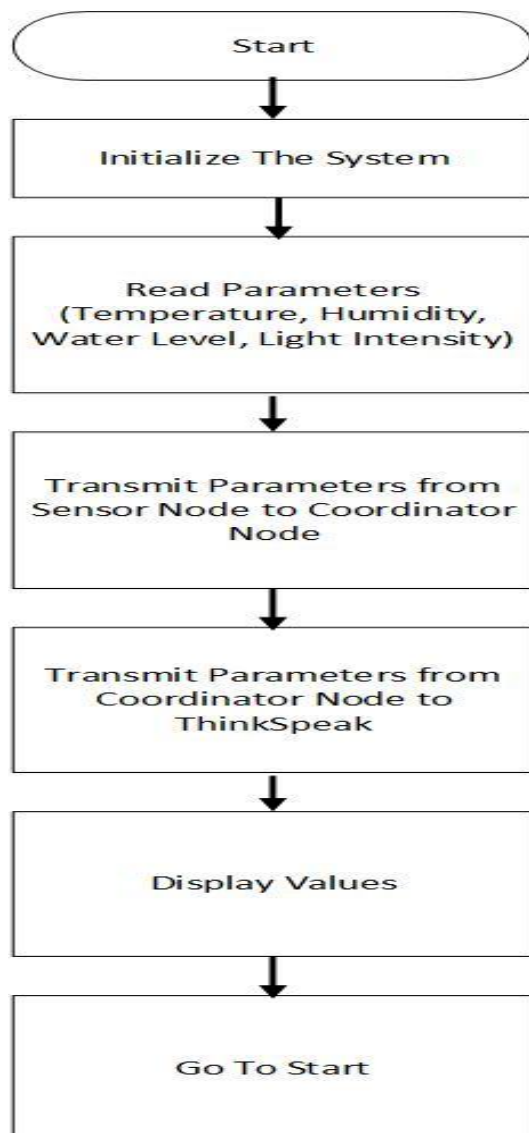 Start
Initialize The System
Read Parameters
(Temperature, Humidity,
Water Level, Light Intensity)
Transmit Parameters from
Sensor Node to Coordinator
Node
Transmit Parameters from
Coordinator Node to
ThinkSpeak
Display Values
Go To Start